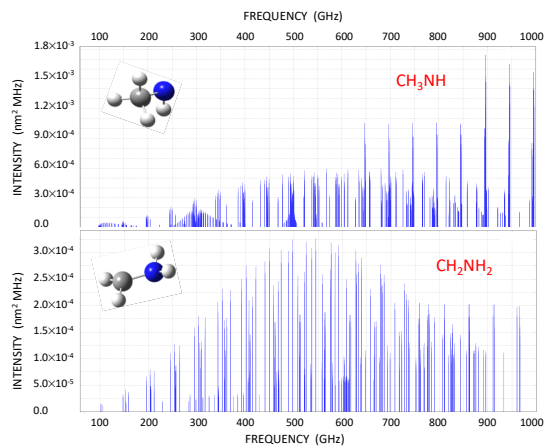 FREQUENCY (GHz)
100 200 300 400 500 600 700 800 900 1000
INTENSITY (nm² MHz)
1.8×10⁻³
1.5×10⁻³
1.2×10⁻³
9.0×10⁻⁴
6.0×10⁻⁴
3.0×10⁻⁴
0.0
CH₃NH
INTENSITY (nm² MHz)
3.0×10⁻⁴
2.5×10⁻⁴
2.0×10⁻⁴
1.5×10⁻⁴
1.0×10⁻⁴
5.0×10⁻⁵
0.0
CH₂NH₂
100 200 300 400 500 600 700 800 900 1000
FREQUENCY (GHz)